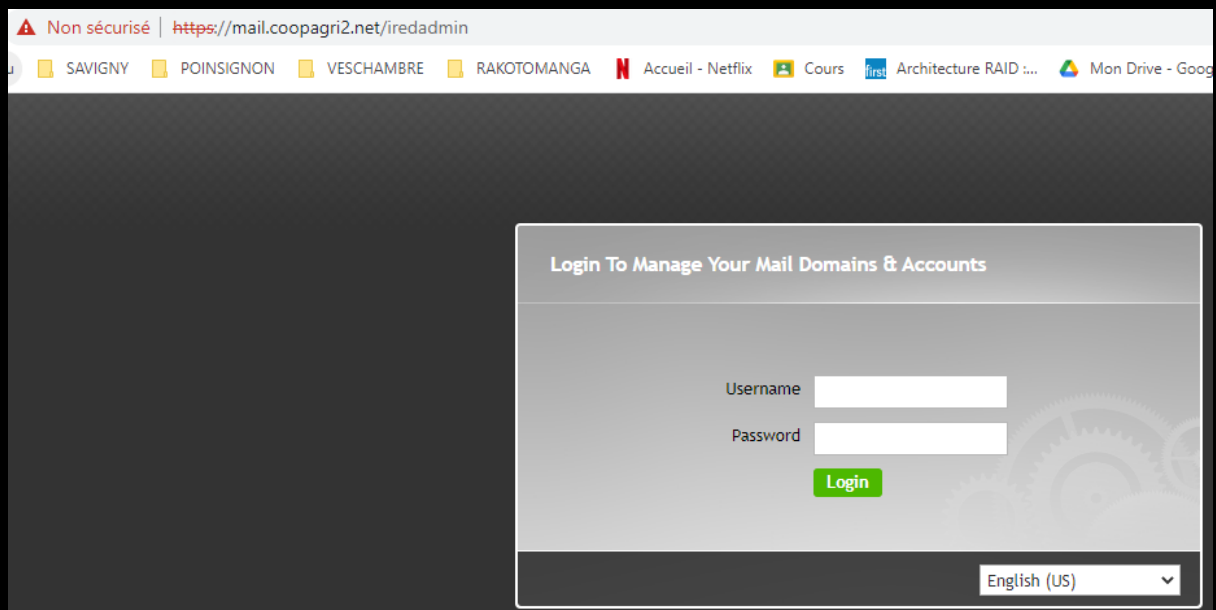 Non sécurisé | https://mail.coopagri2.net/iredadmin
u SAVIGNY POINSIGNON VESCHAMBRE RAKOTOMANGA N Accueil - Netflix Cours first Architecture RAID :... Mon Drive - Goog
Login To Manage Your Mail Domains & Accounts
Username
Password
Login
English (US)